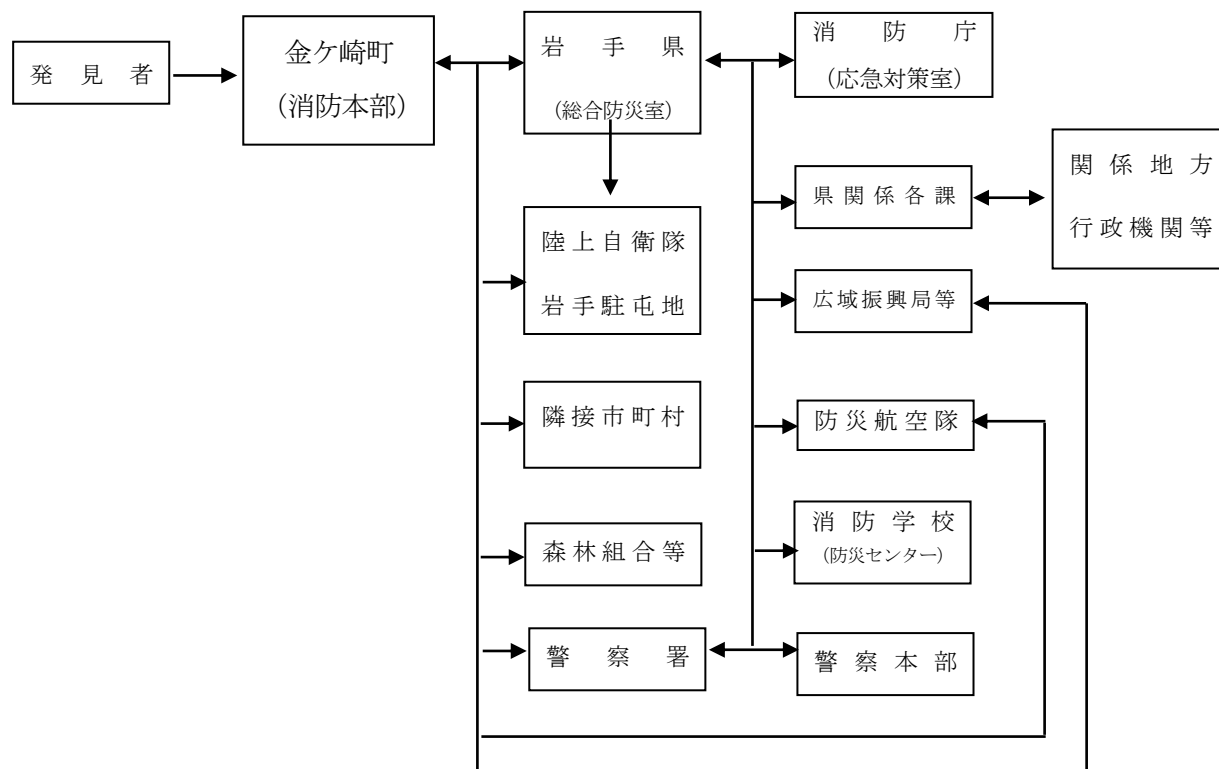 発見者
金ケ崎町
(消防本部)
岩手県
(総合防災室)
消防庁
(応急対策室)
陸上自衛隊
岩手駐屯地
隣接市町村
森林組合等
警察署
県関係各課
関係地方
行政機関等
広域振興局等
防災航空隊
消防学校
(防災センター)
警察本部